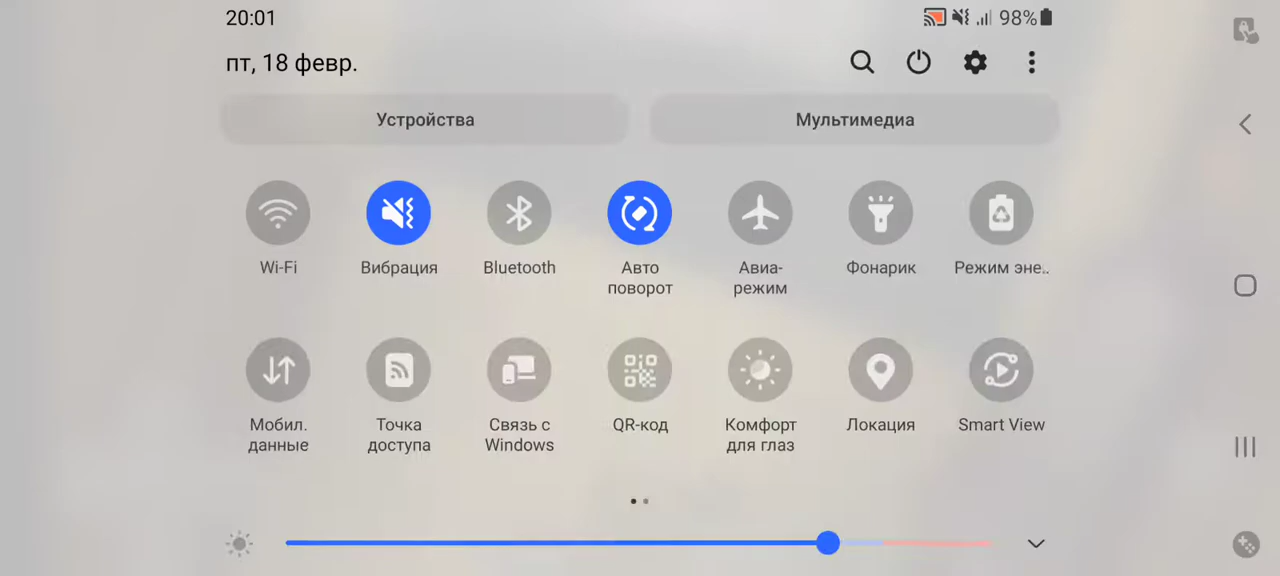 20:01
98%
пт, 18 февр.
Устройства
Мультимедиа
Wi-Fi
Вибрация
Bluetooth
Авто
поворот
Авиа-
режим
Фонарик
Режим эне..
Мобил.
данные
Точка
доступа
Связь с
Windows
QR-код
Комфорт
для глаз
Локация
Smart View